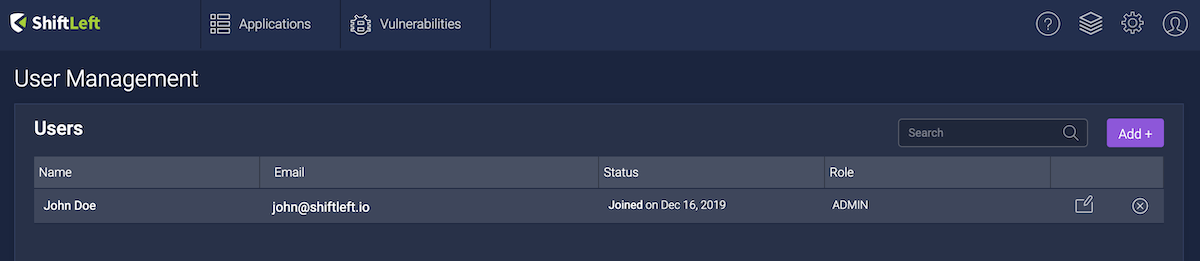 ShiftLeft Applications Vulnerabilities ?
User Management
Users Search Add +
Name Email Status Role
John Doe john@shiftleft.io Joined on Dec 16, 2019 ADMIN